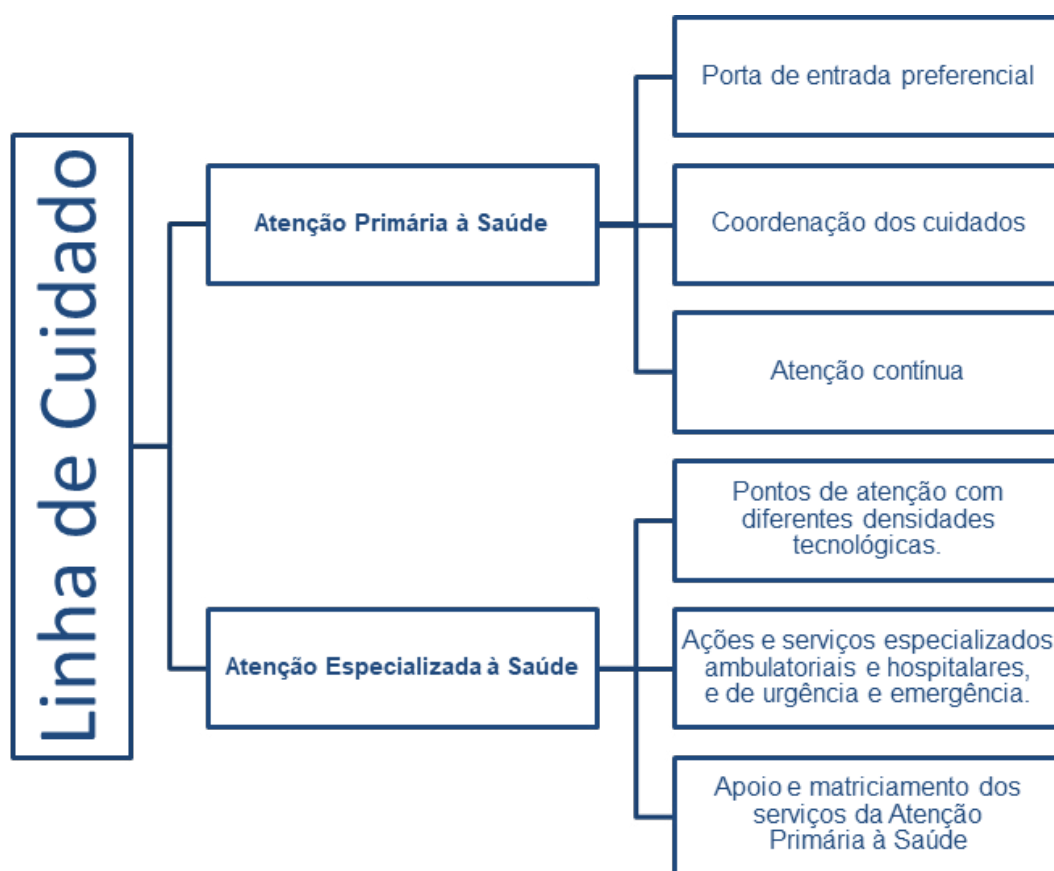 Linha de Cuidado
Atenção Primária à Saúde
Porta de entrada preferencial
Coordenação dos cuidados
Atenção contínua
Atenção Especializada à Saúde
Pontos de atenção com
diferentes densidades
tecnológicas.
Ações e serviços especializados
ambulatoriais e hospitalares,
e de urgência e emergência.
Apoio e matriciamento dos
serviços da Atenção
Primária à Saúde